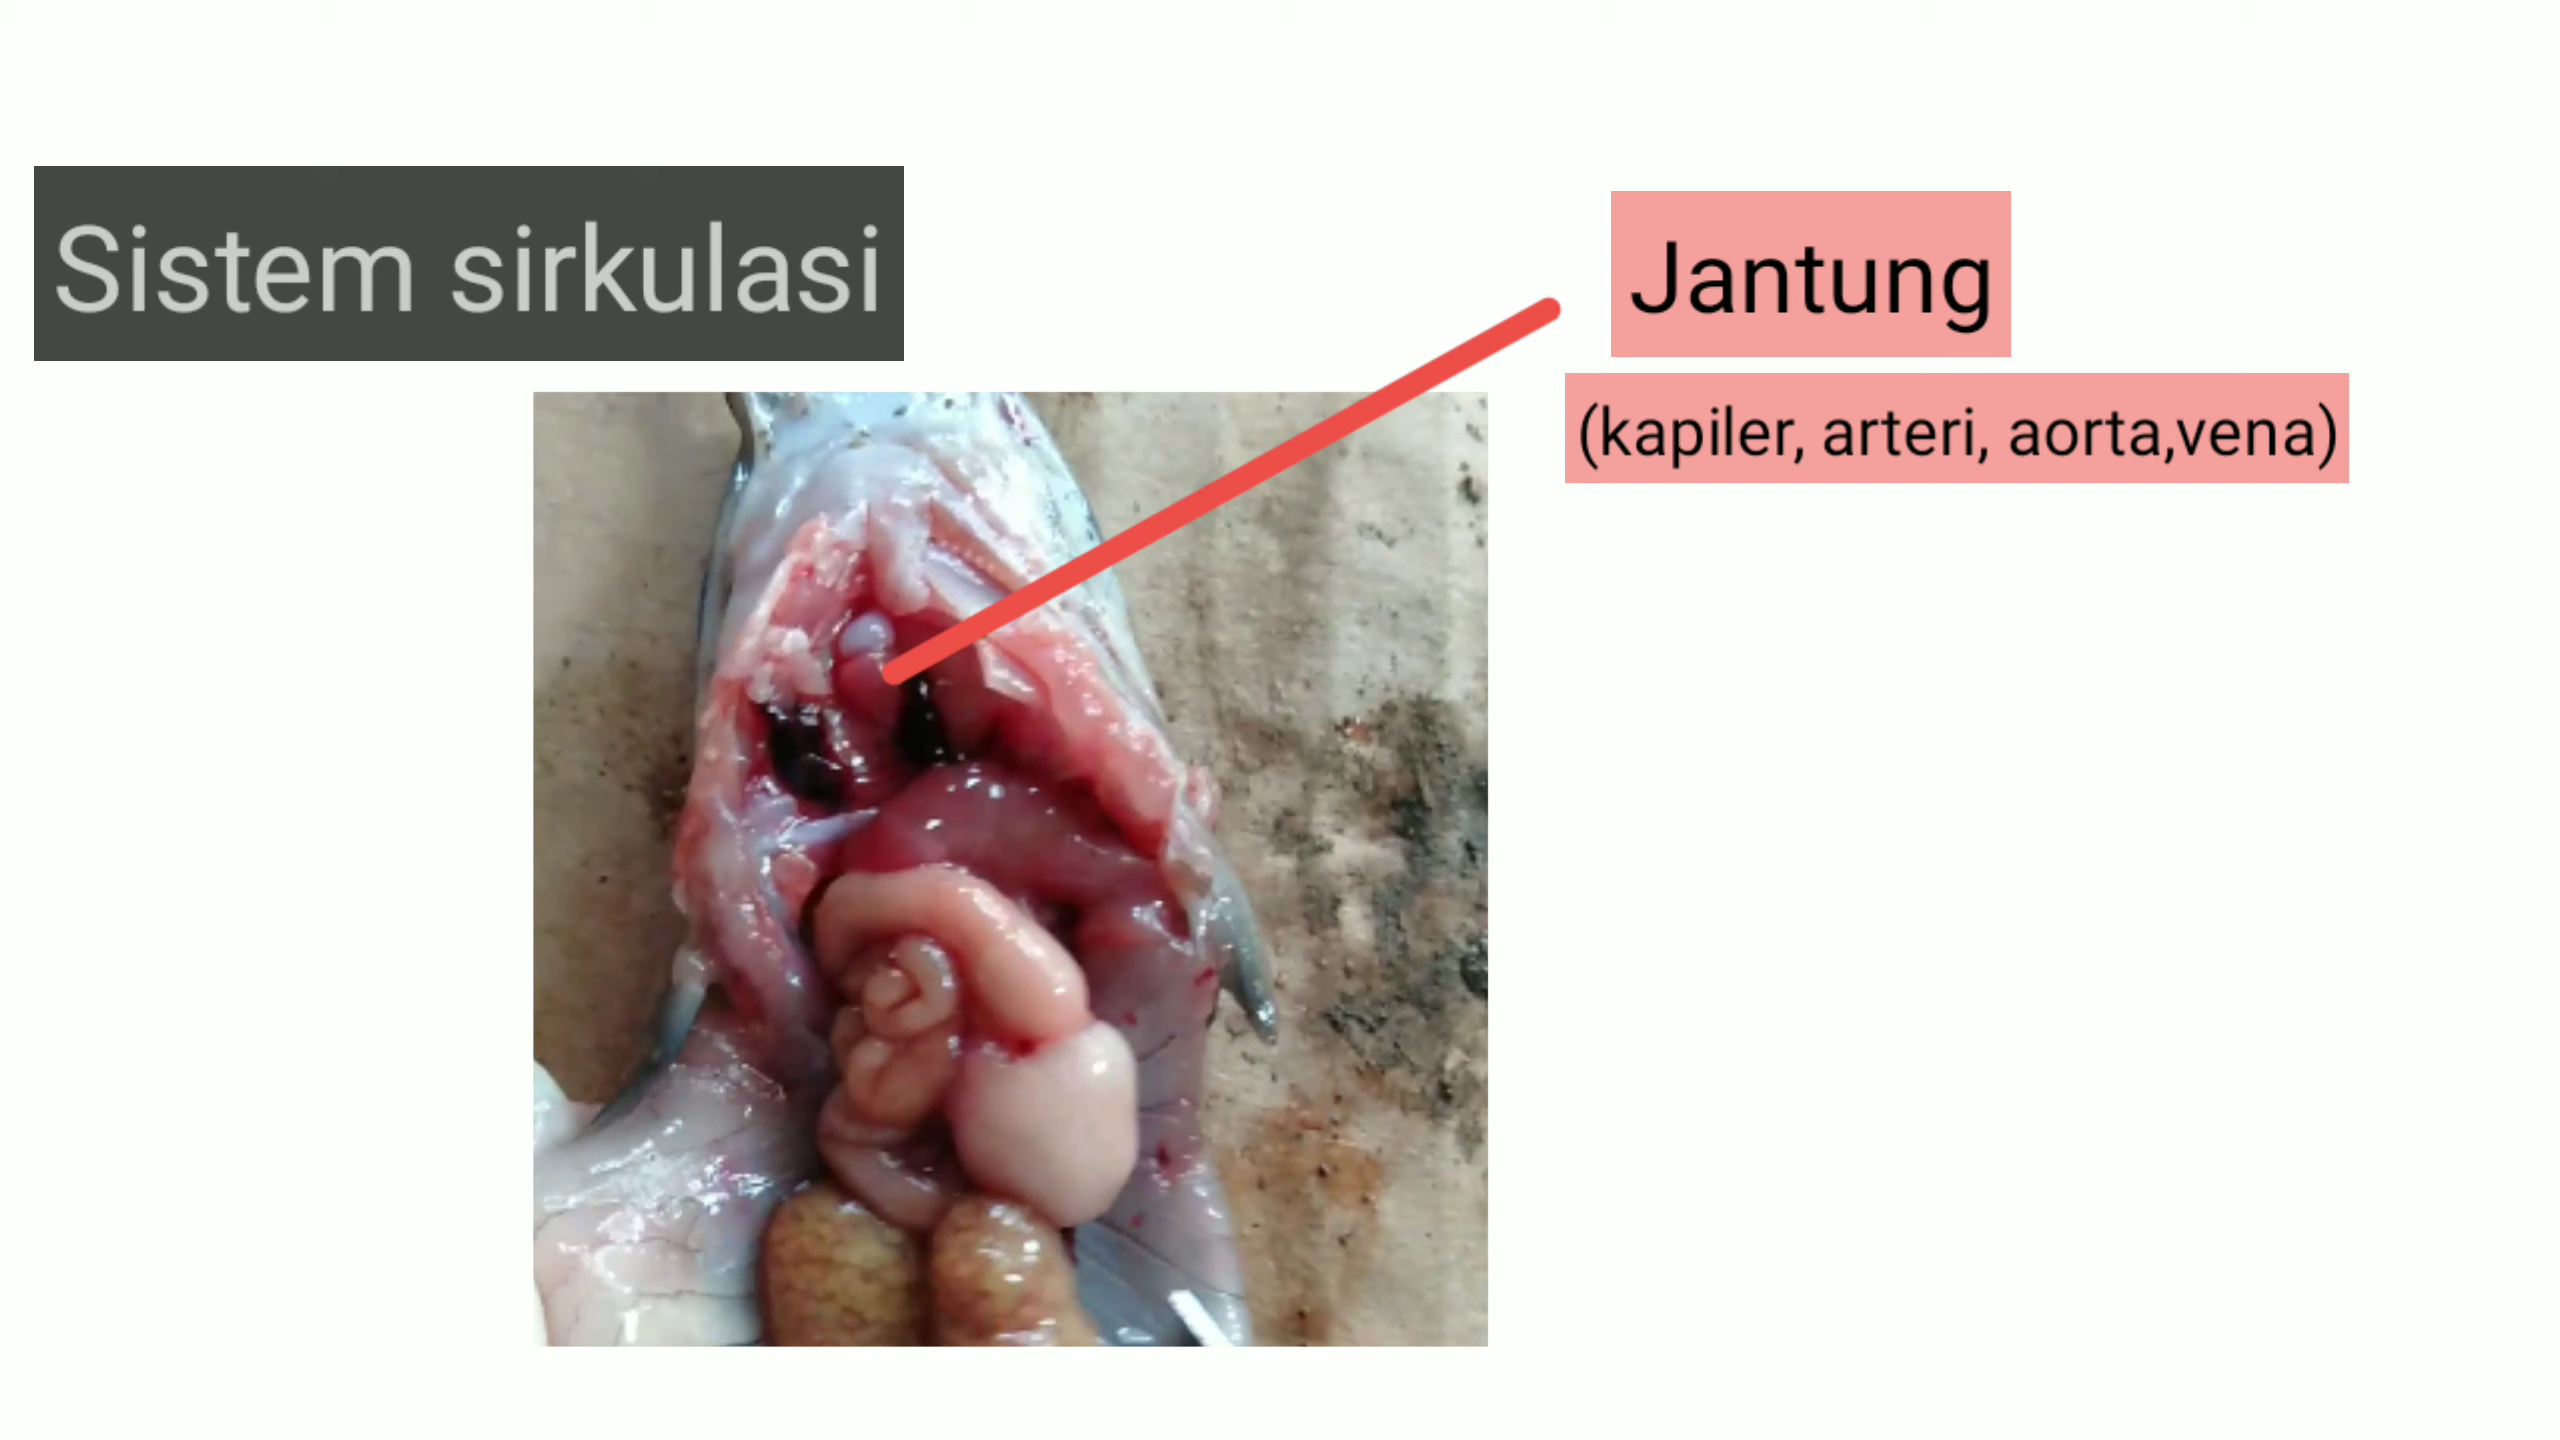 Sistem sirkulasi
Jantung
(kapiler, arteri, aorta,vena)